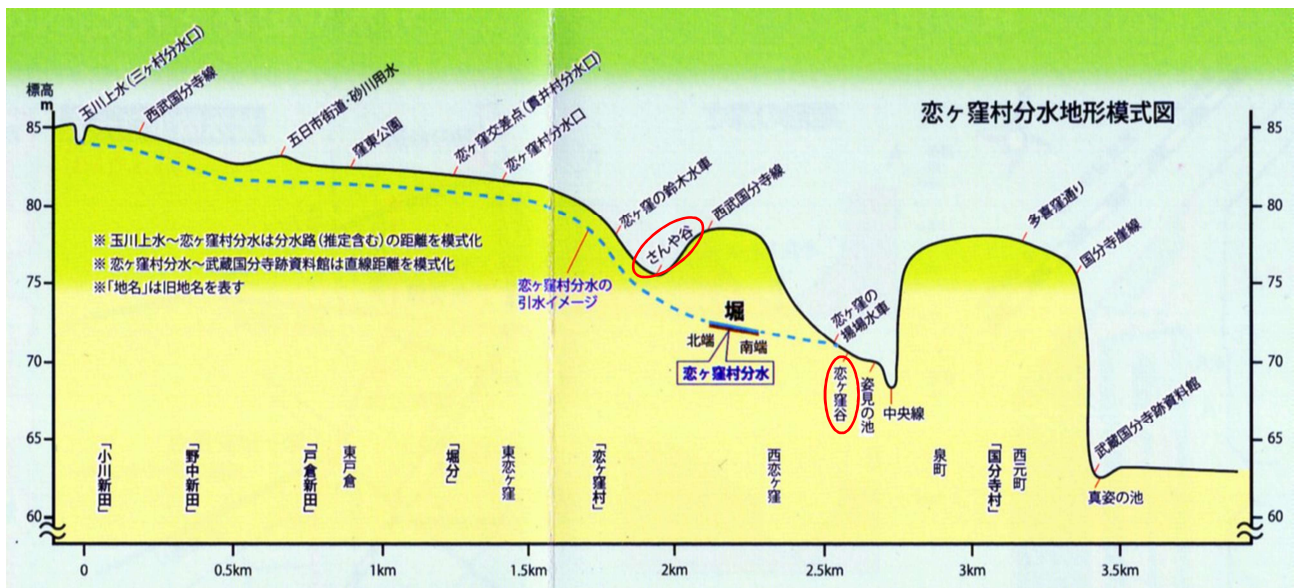 恋ヶ窪村分水地形模式図
標高
m
85
80
75
70
65
60
玉川上水(三ヶ村分水口)
西武国分寺線
五日市街道・砂川用水
窪東公園
恋ヶ窪交差点(貫井村分水口)
恋ヶ窪村分水口
恋ヶ窪の鈴木水車
さんや谷
西武国分寺線
恋ヶ窪の
揚場水車
多喜窪通り
国分寺崖線
武蔵国分寺跡資料館
※ 玉川上水~恋ヶ窪村分水は分水路(推定含む)の距離を模式化
※ 恋ヶ窪村分水~武蔵国分寺跡資料館は直線距離を模式化
※「地名」は旧地名を表す
恋ヶ窪村分水の
引水イメージ
堀
北端
南端
恋ヶ窪村分水
恋ヶ窪谷
姿見の池
中央線
真姿の池
「小川新田」
「野中新田」
「戸倉新田」
東戸倉
「堀分」
東恋ヶ窪
「恋ヶ窪村」
西恋ヶ窪
泉町
「国分寺村」
西元町
85
80
75
70
65
60
0
0.5km
1km
1.5km
2km
2.5km
3km
3.5km